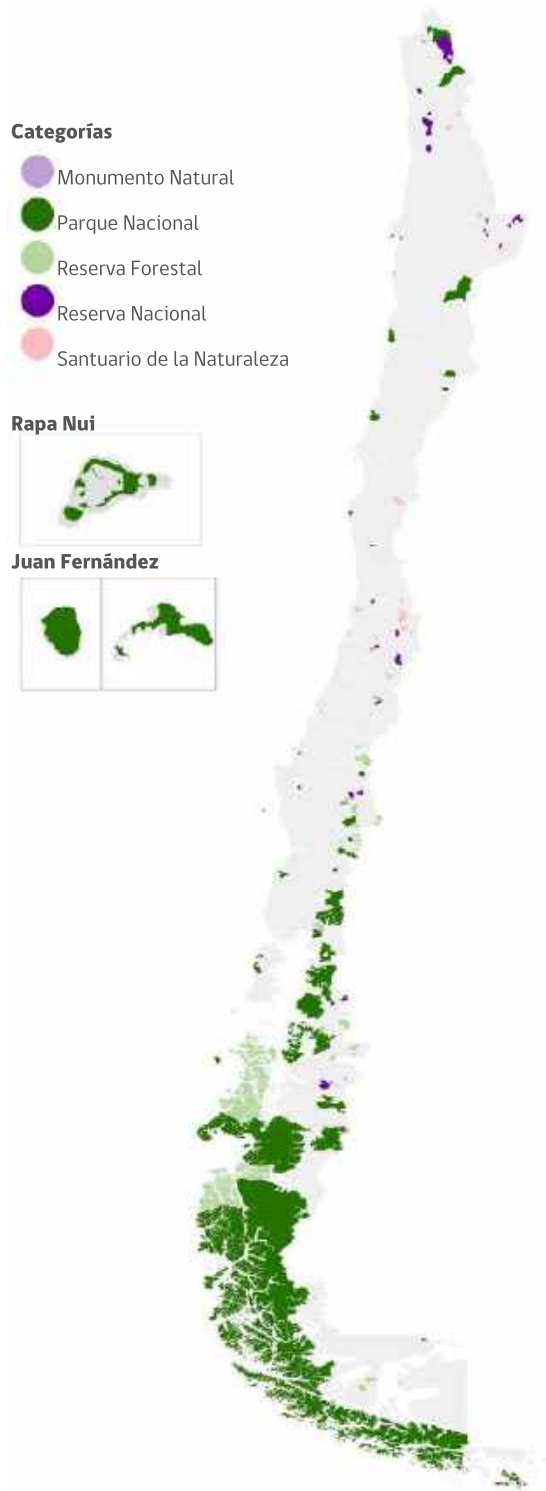 Categorías
Monumento Natural
Parque Nacional
Reserva Forestal
Reserva Nacional
Santuario de la Naturaleza
Rapa Nui
Juan Fernández